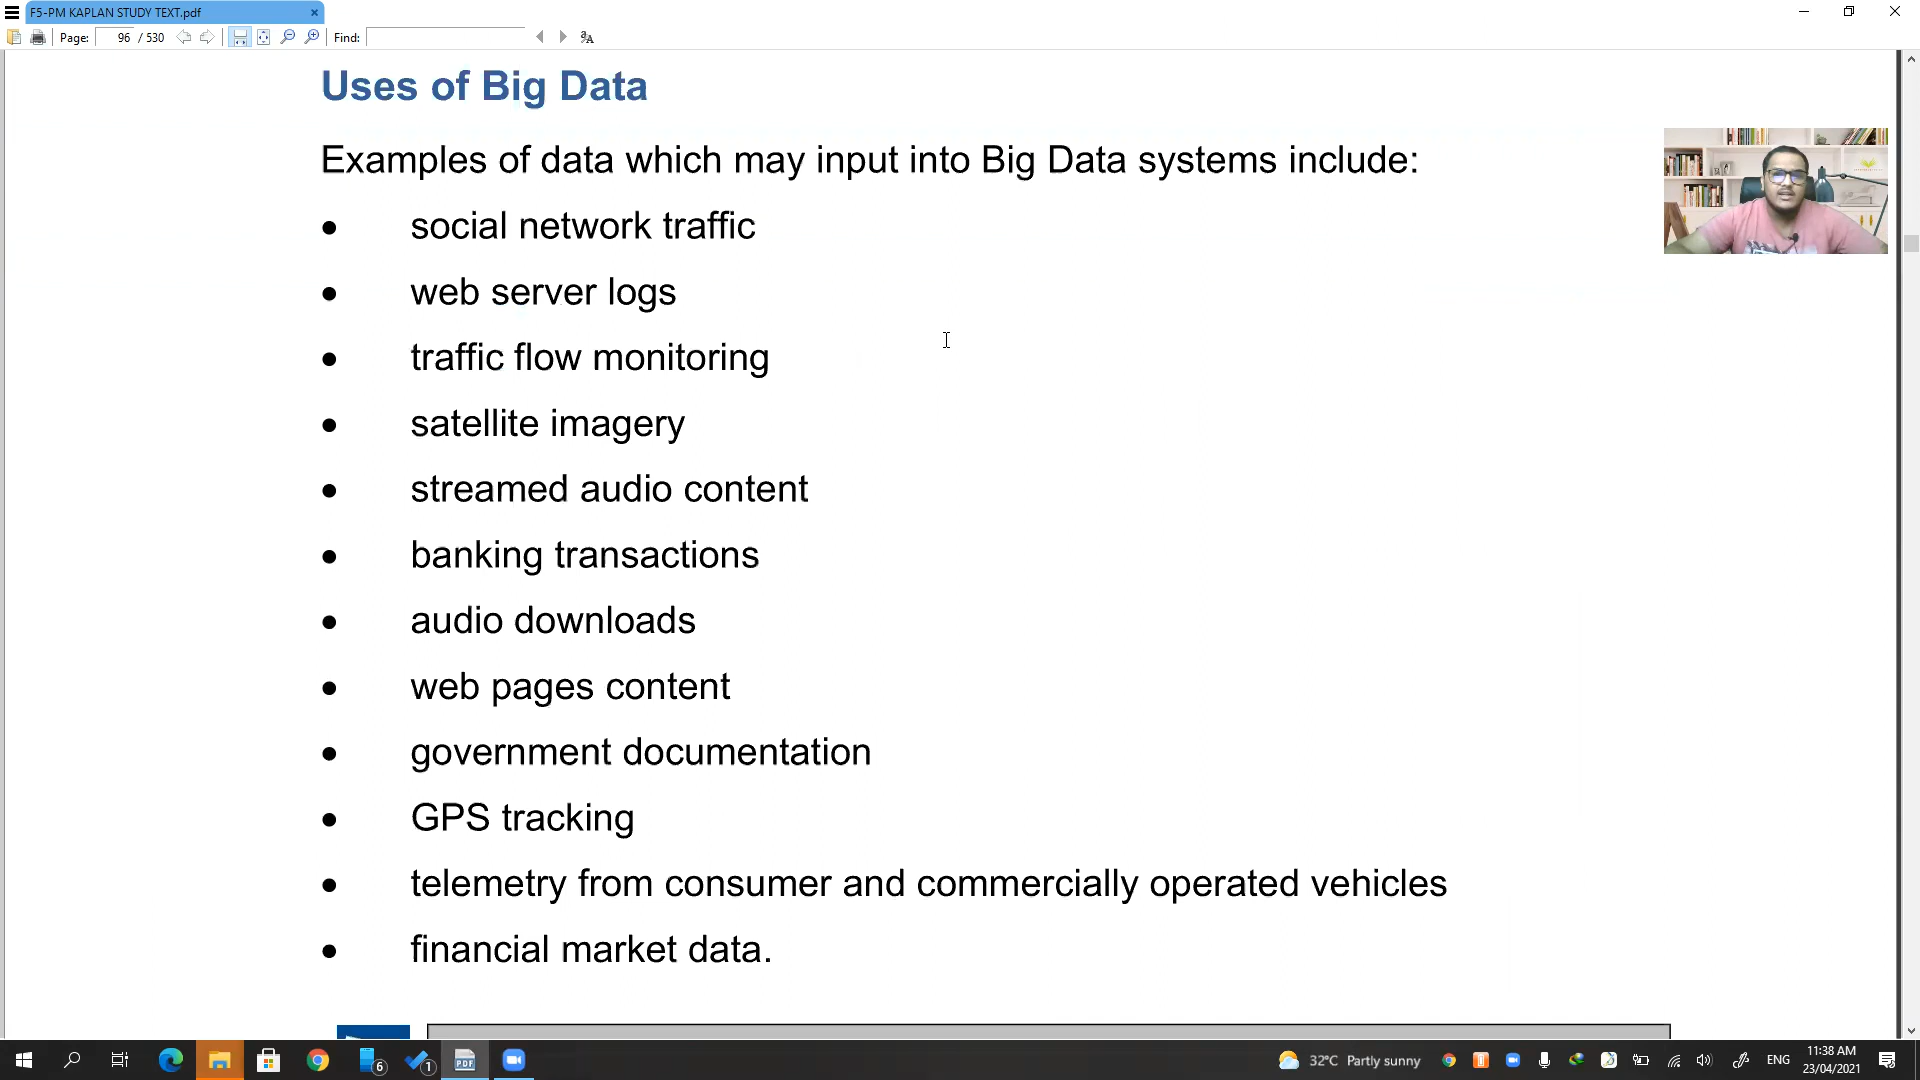 F5-PM KAPLAN STUDY TEXT.pdf
Page: 96 / 530 Find:
Uses of Big Data
Examples of data which may input into Big Data systems include:
• social network traffic
• web server logs
• traffic flow monitoring
• satellite imagery
• streamed audio content
• banking transactions
• audio downloads
• web pages content
• government documentation
• GPS tracking
• telemetry from consumer and commercially operated vehicles
• financial market data.
6
1
PDF
32°C Partly sunny
ENG
11:38 AM
23/04/2021